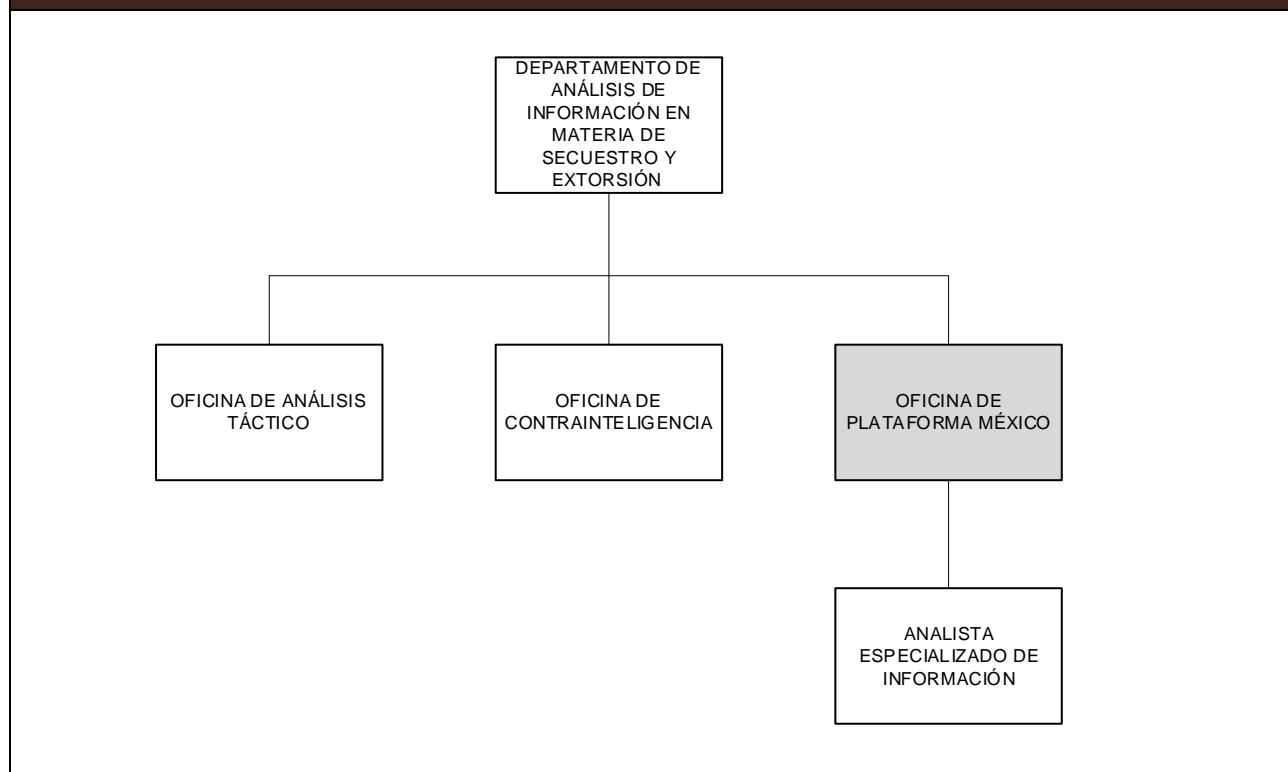 DEPARTAMENTO DE
ANÁLISIS DE
INFORMACIÓN EN
MATERIA DE
SECUESTRO Y
EXTORSIÓN
OFICINA DE ANÁLISIS
TÁCTICO
OFICINA DE
CONTRAINTELIGENCIA
OFICINA DE
PLATAFORMA MÉXICO
ANALISTA
ESPECIALIZADO DE
INFORMACIÓN